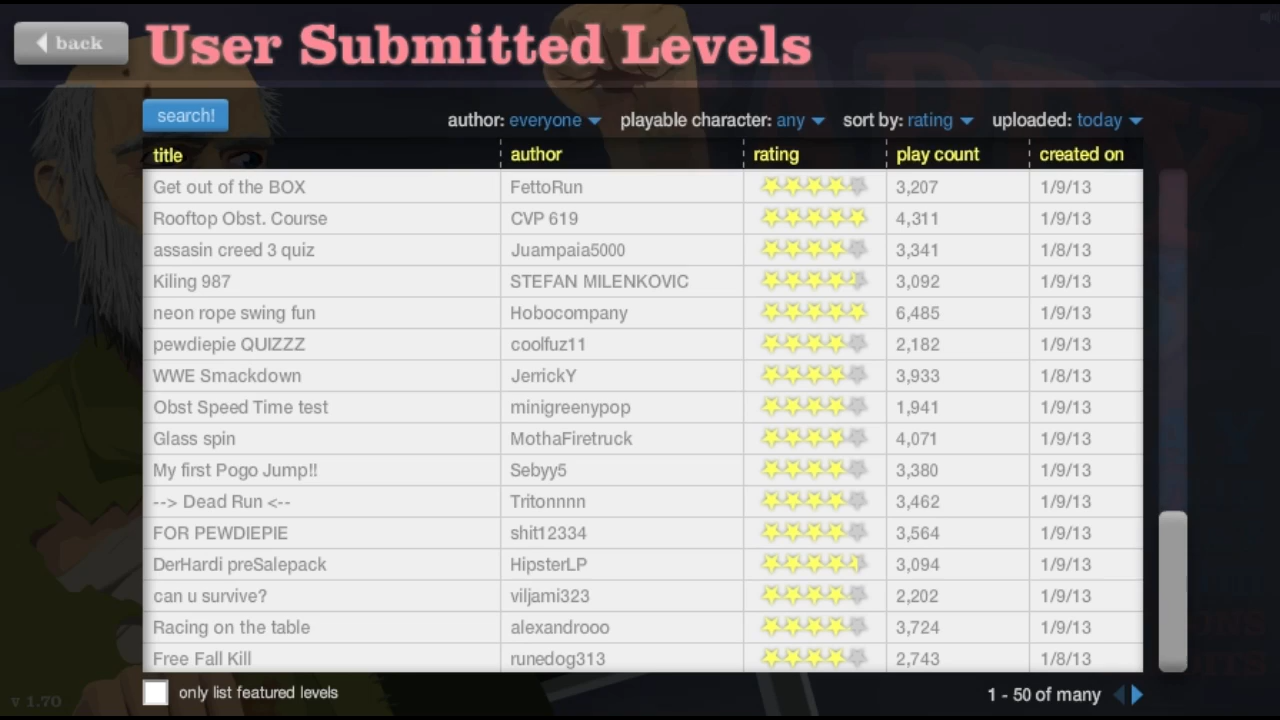 back User Submitted Levels
search!
author: everyone playable character: any sort by: rating uploaded: today
title author rating play count created on
Get out of the BOX FettoRun 3,207 1/9/13
Rooftop Obst. Course CVP 619 4,311 1/9/13
assasin creed 3 quiz Juampaia5000 3,341 1/8/13
Kiling 987 STEFAN MILENKOVIC 3,092 1/9/13
neon rope swing fun Hobocompany 6,485 1/9/13
pewdiepie QUIZZZ coolfuz11 2,182 1/9/13
WWE Smackdown JerrickY 3,933 1/8/13
Obst Speed Time test minigreenypop 1,941 1/9/13
Glass spin MothaFiretruck 4,071 1/9/13
My first Pogo Jump!! Sebyy5 3,380 1/9/13
--> Dead Run <-- Tritonnnn 3,462 1/9/13
FOR PEWDIEPIE shit12334 3,564 1/9/13
DerHardi preSalepack HipsterLP 3,094 1/9/13
can u survive? viljami323 2,202 1/9/13
Racing on the table alexandrooo 3,724 1/9/13
Free Fall Kill runedog313 2,743 1/8/13
only list featured levels 1 - 50 of many
v 1.70